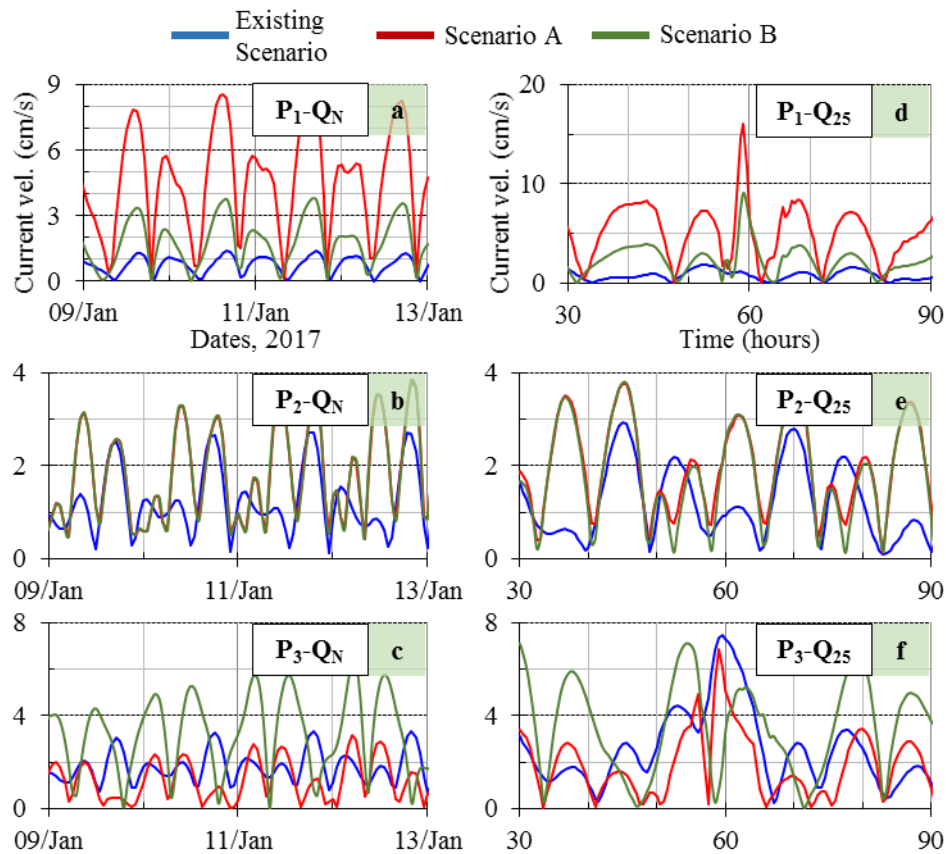 Existing
Scenario
Scenario A
Scenario B
Current vel. (cm/s)
9
6
3
0
P1-QN
a
09/Jan
11/Jan
13/Jan
Dates, 2017
Current vel. (cm/s)
20
10
0
P1-Q25
d
30
60
90
Time (hours)
4
2
0
P2-QN
b
09/Jan
11/Jan
13/Jan
4
2
0
P2-Q25
e
30
60
90
8
4
0
P3-QN
c
09/Jan
11/Jan
13/Jan
8
4
0
P3-Q25
f
30
60
90